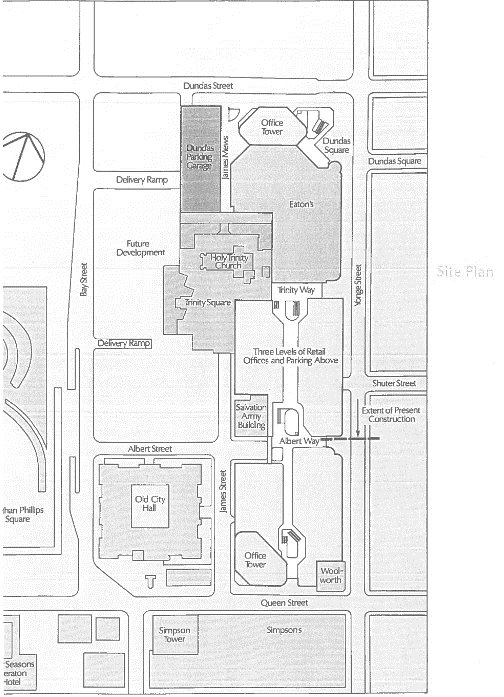 Dundas Street
Office
Tower
Dundas
Square
Dundas
Parking
Garage
James Mews
Dundas Square
Delivery Ramp
Eaton's
Future
Development
Holy Trinity
Church
Bay Street
Yonge Street
Site Plan
Trinity Way
Trinity Square
Delivery Ramp
Three Levels of Retail
Offices and Parking Above
Shuter Street
Salvation
Army
Building
Extent of Present
Construction
Albert Way
Albert Street
James Street
Old City
Hall
than Phillips
Square
Office
Tower
Wool-
worth
Queen Street
Simpson
Tower
Simpson's
Seasons
eraton
Hotel